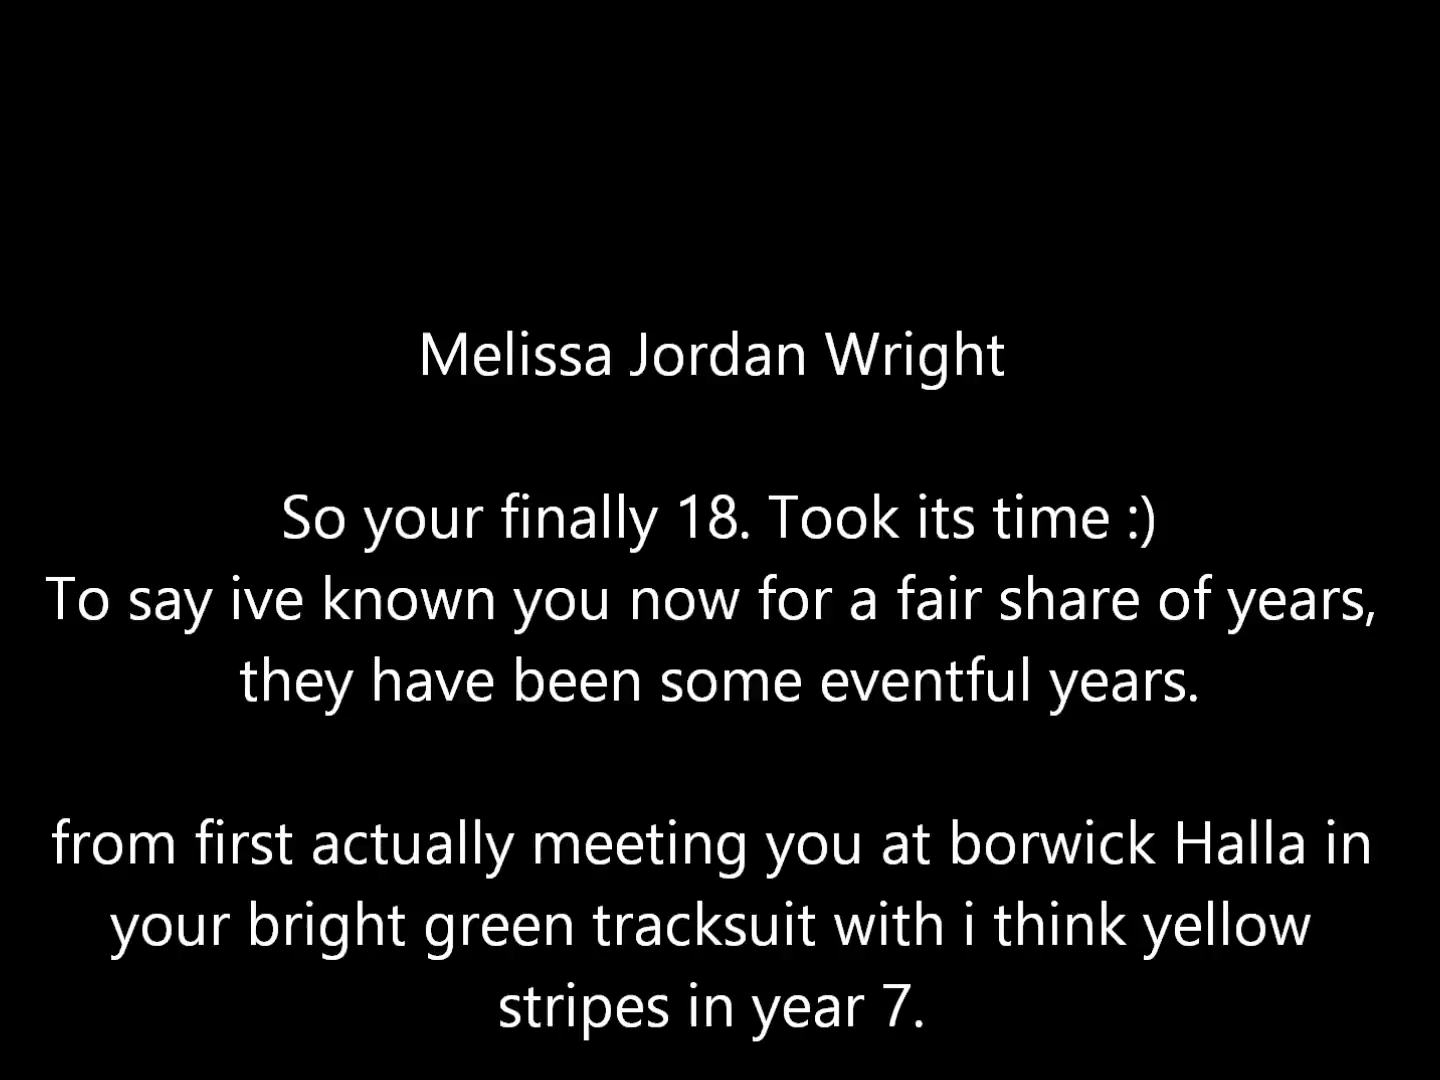 Melissa Jordan Wright
So your finally 18. Took its time :)
To say ive known you now for a fair share of years,
they have been some eventful years.
from first actually meeting you at borwick Halla in
your bright green tracksuit with i think yellow
stripes in year 7.